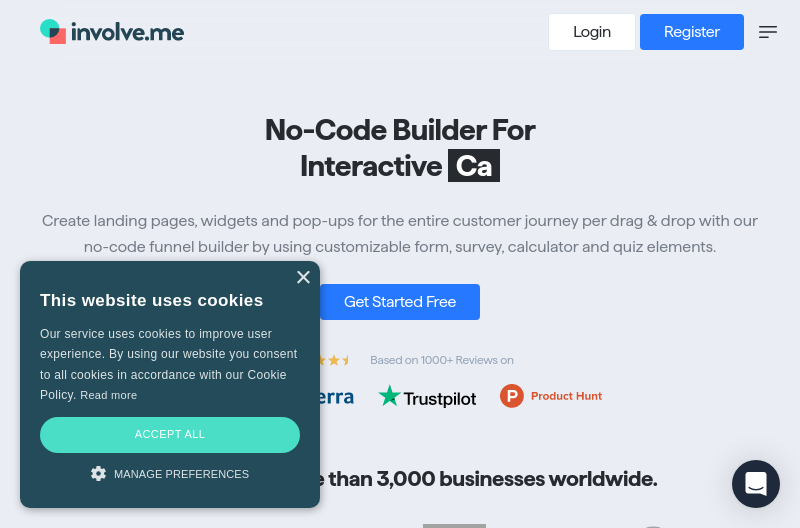 involve.me
Login
Register
No-Code Builder For
Interactive Ca
Create landing pages, widgets and pop-ups for the entire customer journey per drag & drop with our
no-code funnel builder by using customizable form, survey, calculator and quiz elements.
This website uses cookies
Our service uses cookies to improve user
experience. By using our website you consent
to all cookies in accordance with our Cookie
Policy. Read more
ACCEPT ALL
MANAGE PREFERENCES
Get Started Free
Based on 1000+ Reviews on
Trustpilot
Product Hunt
than 3,000 businesses worldwide.